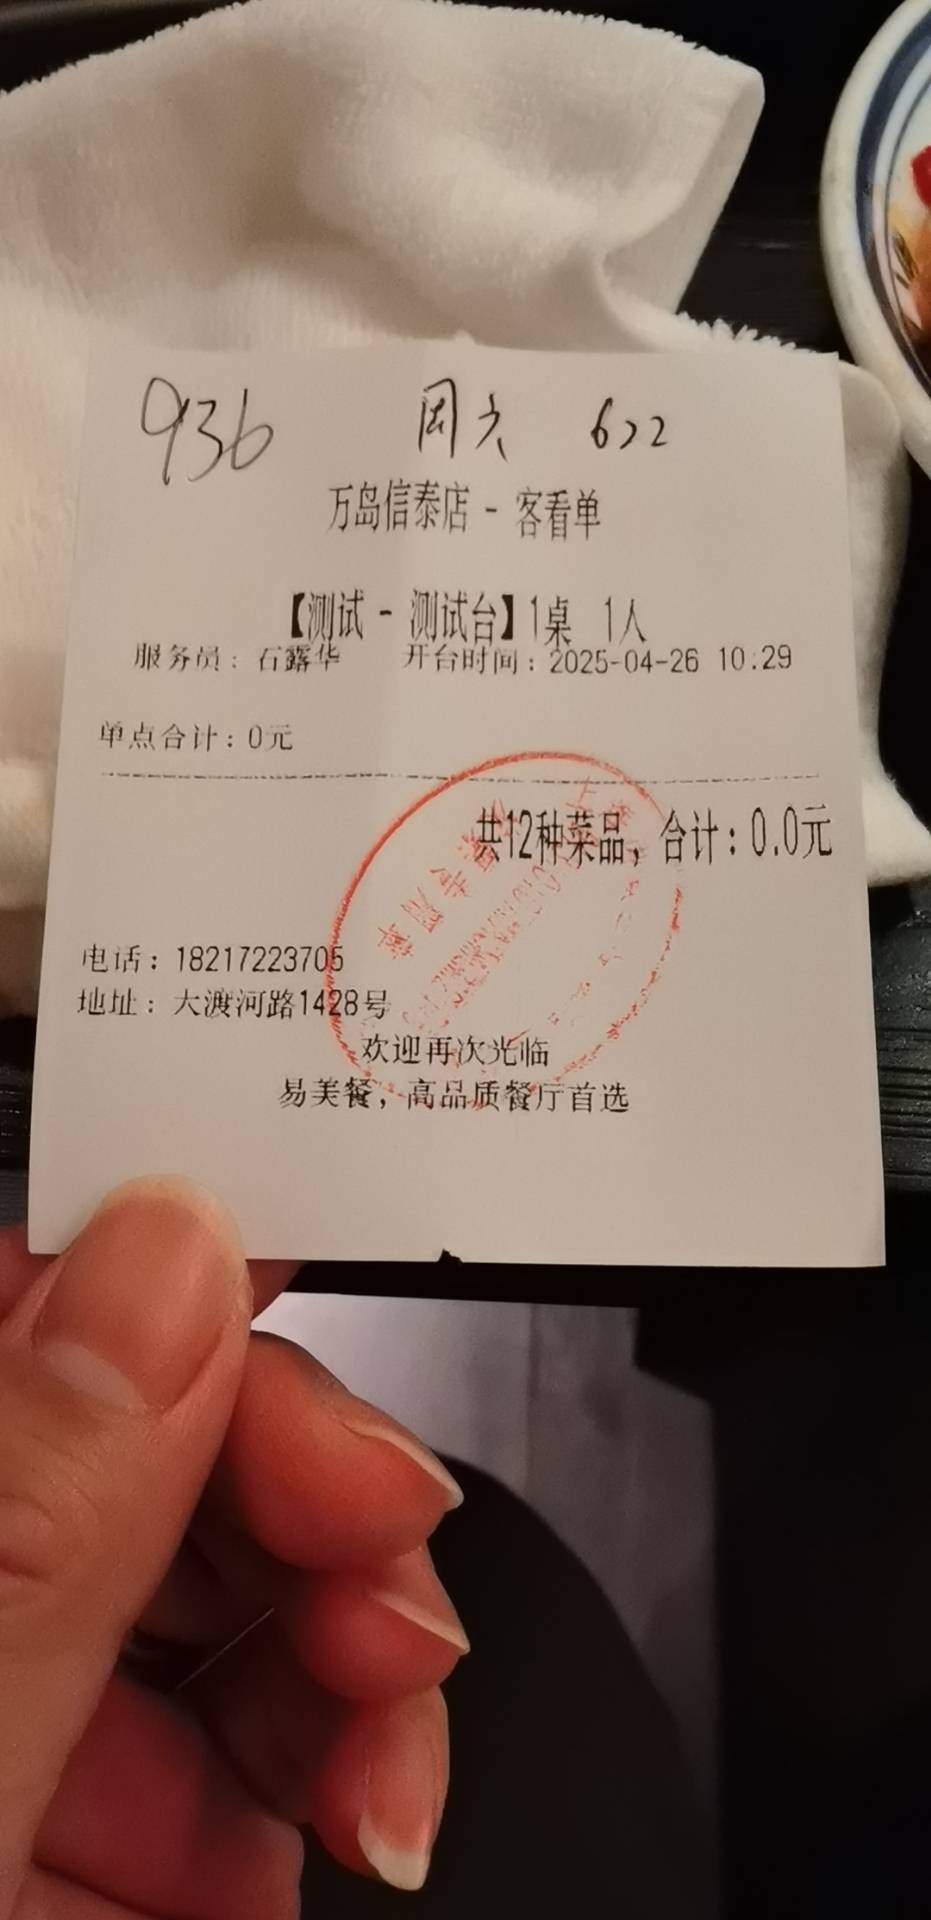 936 周六 622
万岛信泰店 - 客看单
【测试 - 测试台】1桌 1人
服务员：石露华 开台时间：2025-04-26 10:29
单点合计：0元
共12种菜品，合计：0.0元
电话：18217223705
地址：大渡河路1428号
欢迎再次光临
易美餐，高品质餐厅首选